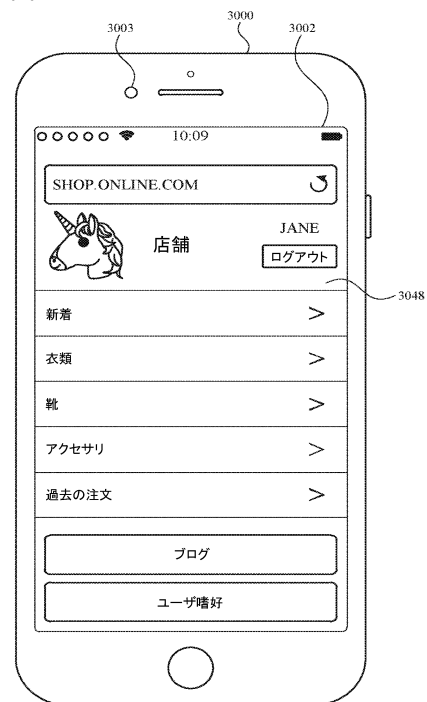 3003
3000
3002
10:09
SHOP.ONLINE.COM
店舗
JANE
ログアウト
3048
新着 >
衣類 >
靴 >
アクセサリ >
過去の注文 >
ブログ
ユーザ嗜好